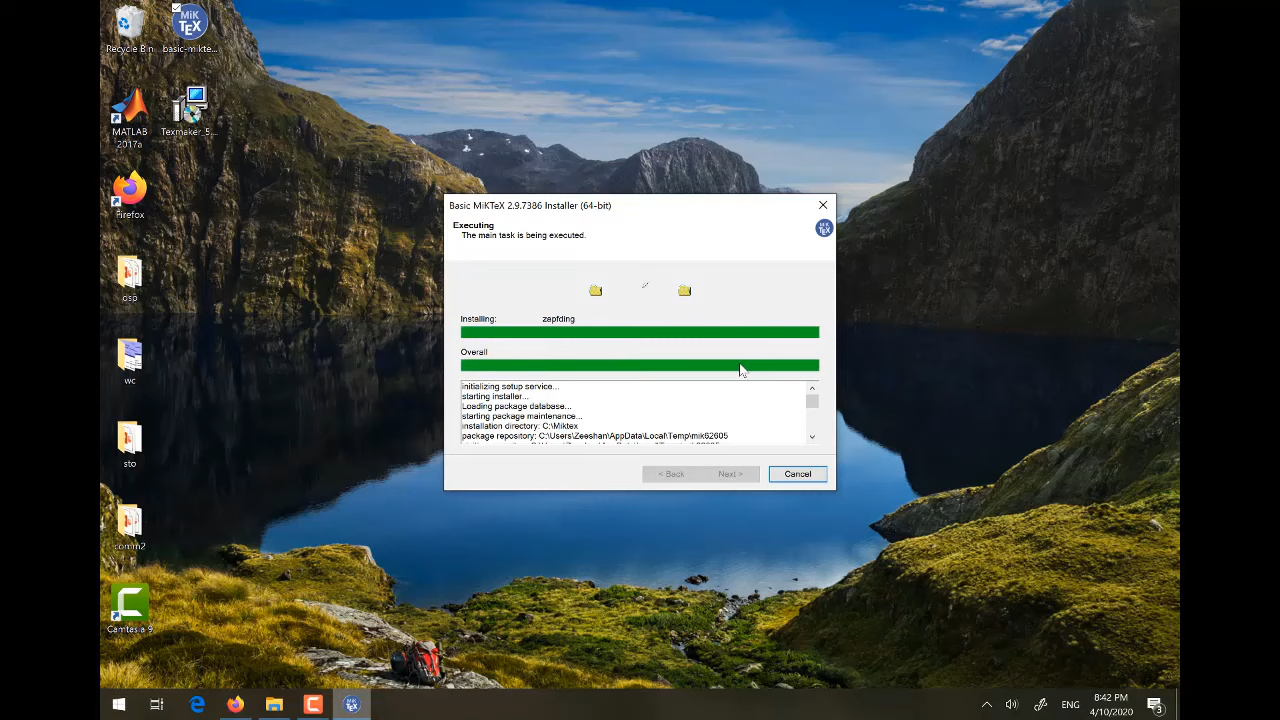 Recycle Bin
basic-mikte...
MiK
TEX
MATLAB
2017a
Texmaker_5...
Firefox
osp
wc
sto
comm2
Camtasia 9
Basic MiKTeX 2.9.7386 Installer (64-bit)
Executing
The main task is being executed.
Installing: zapfding
Overall
initializing setup service...
starting installer...
Loading package database...
starting package maintenance...
installation directory: C:\Miktex
package repository: C:\Users\Zeeshan\AppData\Local\Temp\mik62605
< Back
Next >
Cancel
ENG
8:42 PM
4/10/2020
3